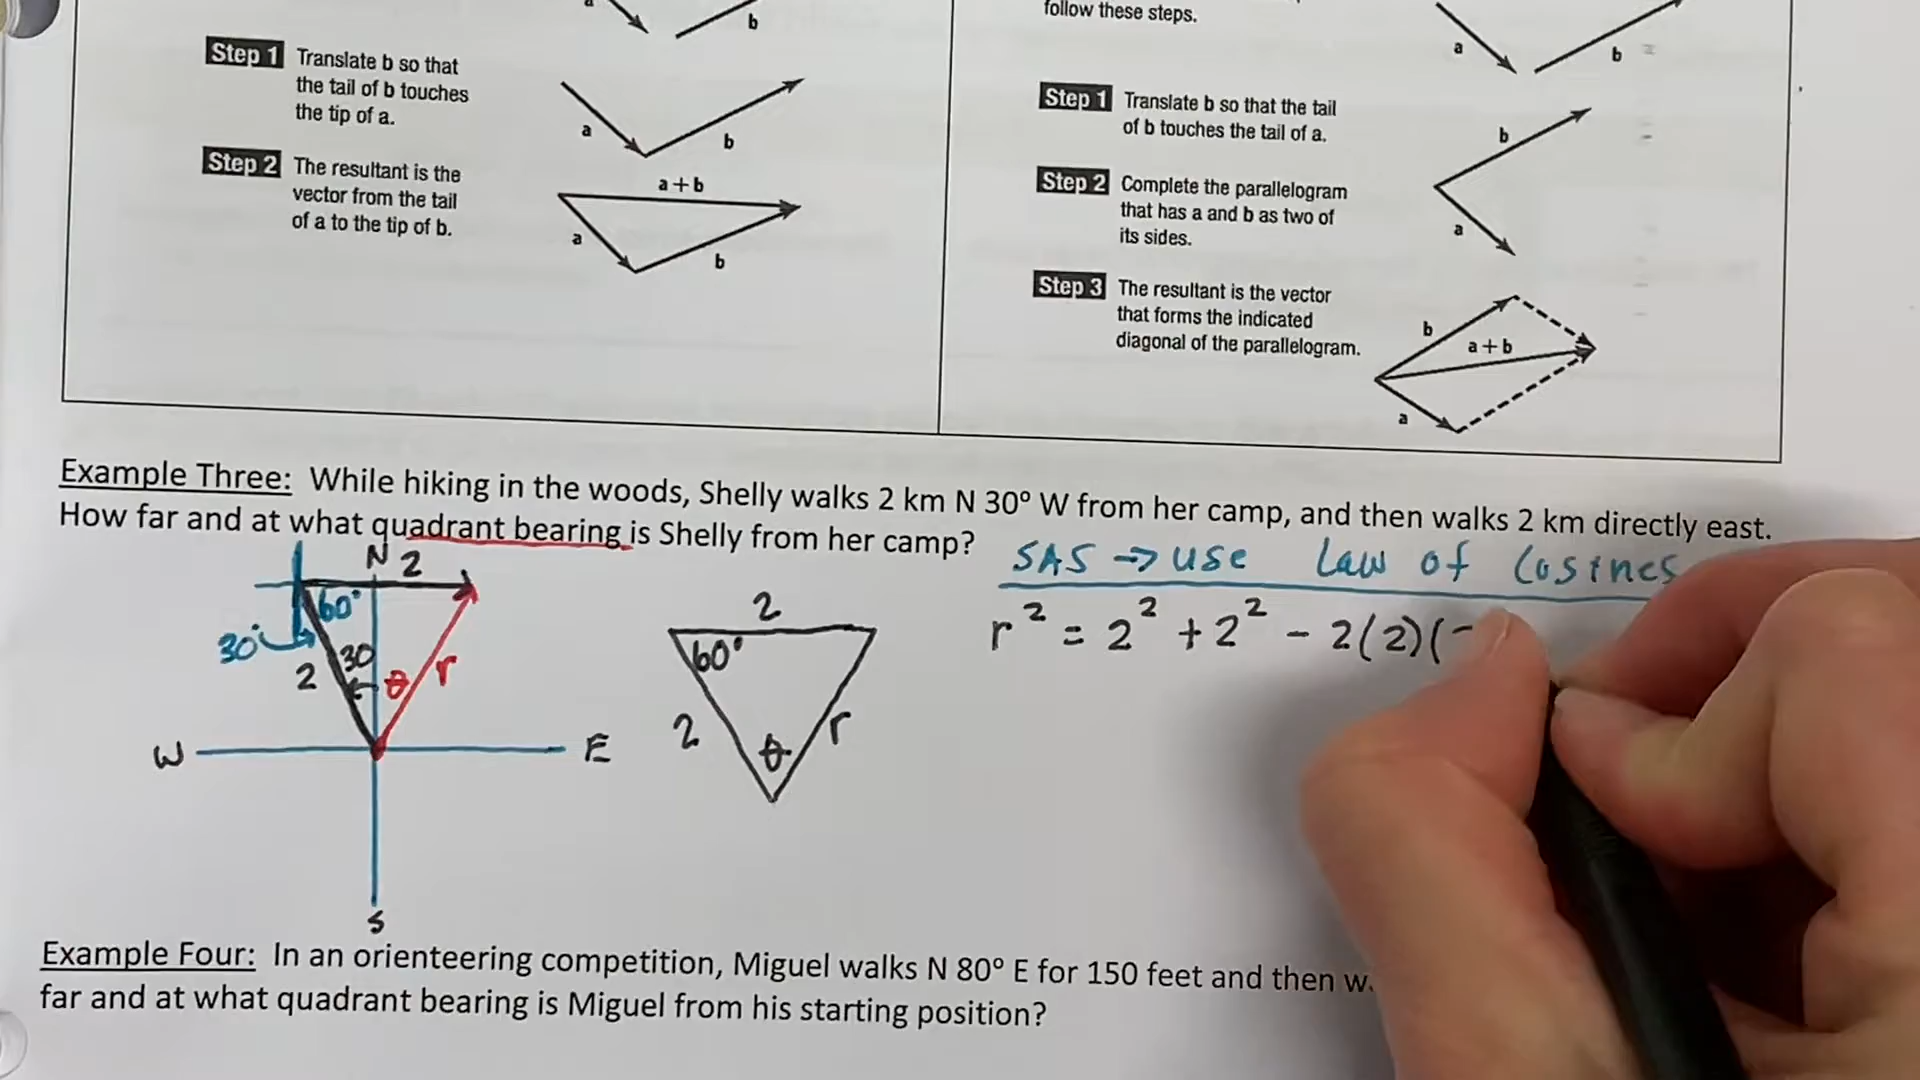 a
b
Step 1 Translate b so that
the tail of b touches
the tip of a.
a
b
Step 2 The resultant is the
vector from the tail
of a to the tip of b.
a+b
a
b
follow these steps.
a
b
Step 1 Translate b so that the tail
of b touches the tail of a.
b
a
Step 2 Complete the parallelogram
that has a and b as two of
its sides.
Step 3 The resultant is the vector
that forms the indicated
diagonal of the parallelogram.
b
a+b
a
Example Three: While hiking in the woods, Shelly walks 2 km N 30° W from her camp, and then walks 2 km directly east.
How far and at what quadrant bearing is Shelly from her camp?
SAS → use Law of Cosines
r² = 2² + 2² - 2(2)(
N 2
60°
30°
2
30
θ
r
W
E
S
2
60°
2
r
θ
Example Four: In an orienteering competition, Miguel walks N 80° E for 150 feet and then
far and at what quadrant bearing is Miguel from his starting position?